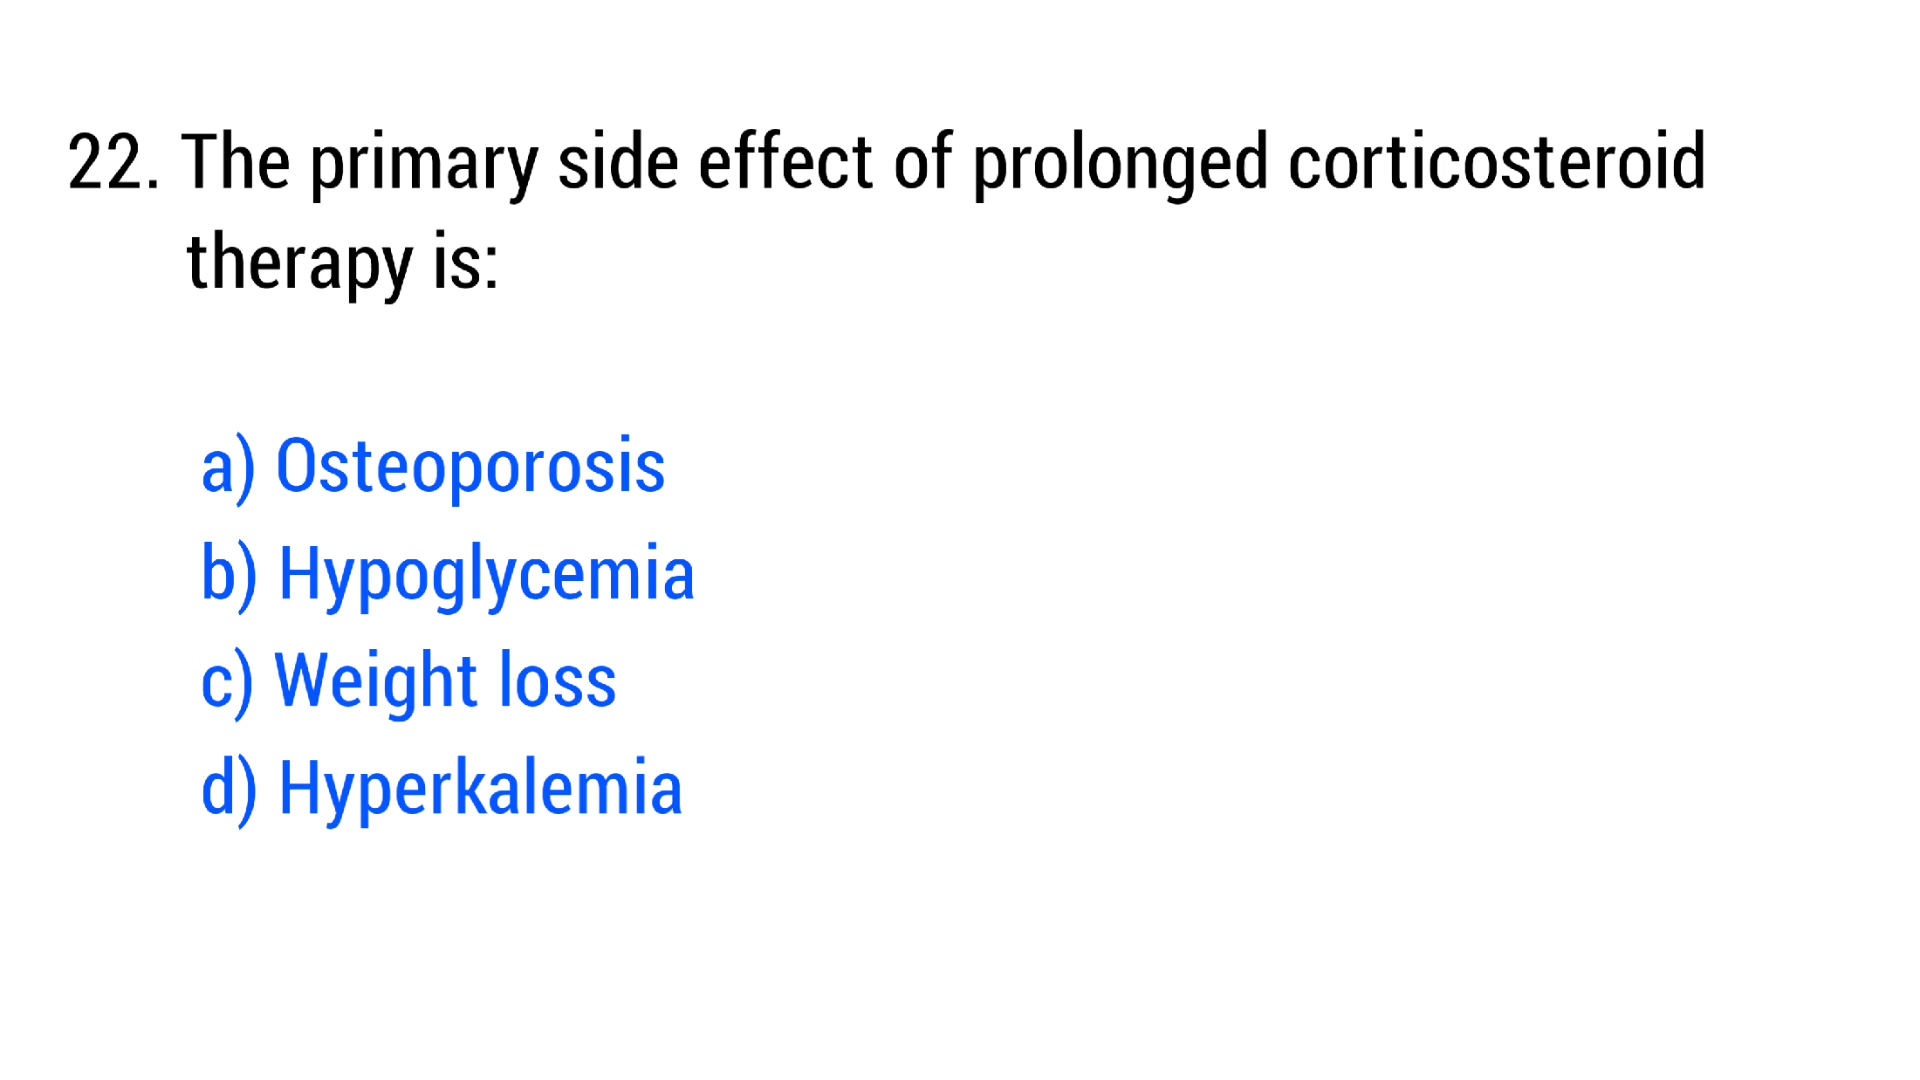 22. The primary side effect of prolonged corticosteroid
therapy is:
a) Osteoporosis
b) Hypoglycemia
c) Weight loss
d) Hyperkalemia